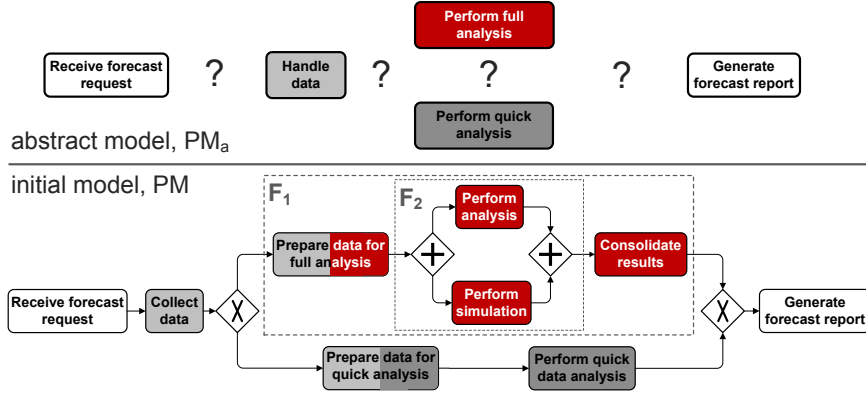 Perform full
analysis
Receive forecast
request
?
Handle
data
?
?
?
Generate
forecast report
Perform quick
analysis
abstract model, PMa
initial model, PM
F1
F2
Perform
analysis
Prepare data for
full analysis
+
+
Consolidate
results
Receive forecast
request
Collect
data
X
Perform
simulation
X
Generate
forecast report
Prepare data for
quick analysis
Perform quick
data analysis